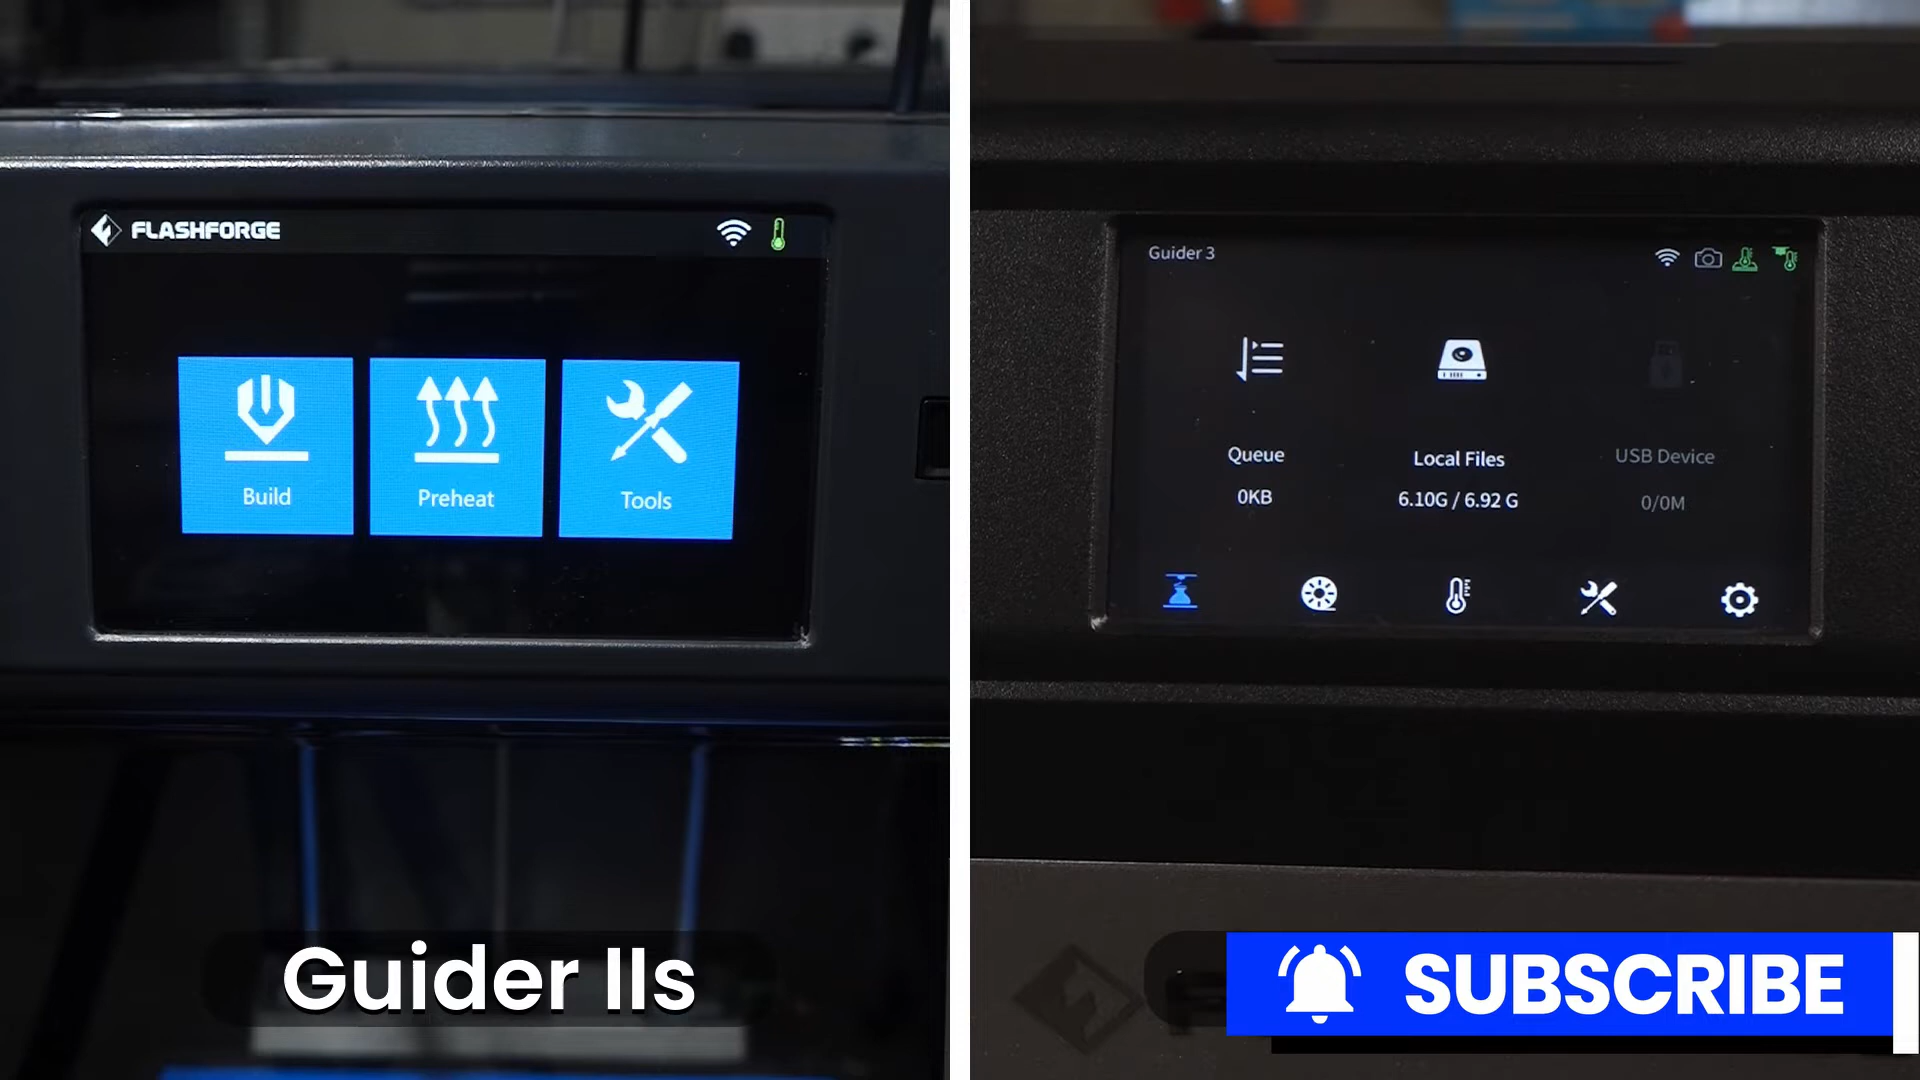 FLASHFORGE
Build
Preheat
Tools
Guider IIs
Guider 3
Queue
Local Files
USB Device
0KB
6.10G / 6.92 G
0/0M
SUBSCRIBE